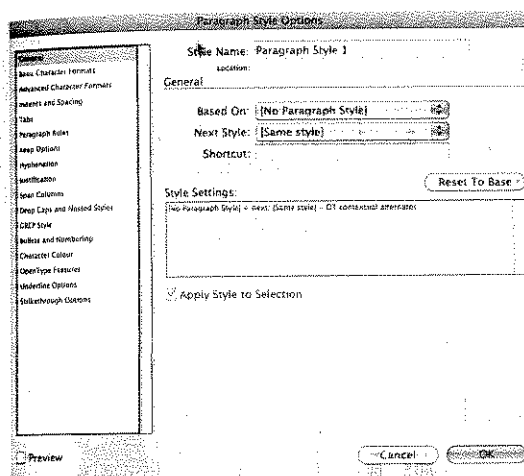 Paragraph Style Options
General
Basic Character Formats
Advanced Character Formats
Indents and Spacing
Tabs
Paragraph Rules
Keep Options
Hyphenation
Justification
Span Columns
Drop Caps and Nested Styles
GREP Style
Bullets and Numbering
Character Colour
OpenType Features
Underline Options
Strikethrough Options
Preview
Style Name: Paragraph Style 1
Location:
General
Based On: [No Paragraph Style]
Next Style: [Same style]
Shortcut:
Reset To Base
Style Settings:
[No Paragraph Style] + next: [Same style] - OT contextual alternates
Apply Style to Selection
Cancel
OK